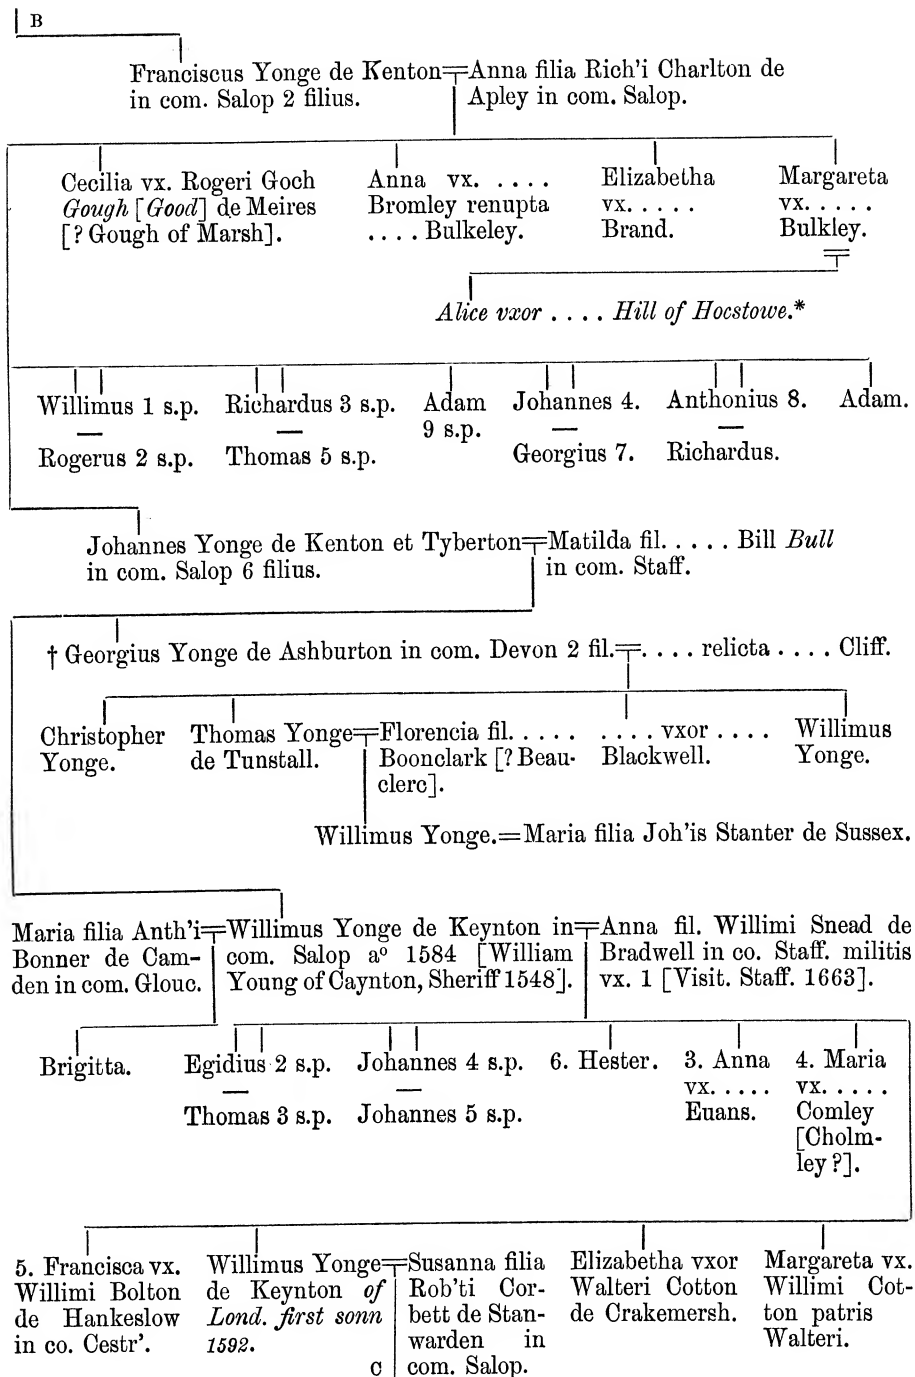 B
Franciscus Yonge de Kenton=Anna filia Rich'i Charlton de
in com. Salop 2 filius. Apley in com. Salop.
Cecilia vx. Rogeri Goch
Gough [Good] de Meires
[? Gough of Marsh].
Anna vx. . . . .
Bromley renupta
. . . . Bulkeley.
Elizabetha
vx. . . . .
Brand.
Margareta
vx. . . . .
Bulkley.
Alice vxor . . . . Hill of Hocstowe.*
Willimus 1 s.p. Richardus 3 s.p. Adam Johannes 4. Anthonius 8. Adam.
9 s.p.
Rogerus 2 s.p. Thomas 5 s.p. Georgius 7. Richardus.
Johannes Yonge de Kenton et Tyberton=Matilda fil. . . . . Bill Bull
in com. Salop 6 filius. in com. Staff.
† Georgius Yonge de Ashburton in com. Devon 2 fil.=. . . . relicta . . . . Cliff.
Christopher
Yonge.
Thomas Yonge=Florencia fil. . . . .
de Tunstall. Boonclark [? Beau-
clerc].
. . . . vxor . . . .
Blackwell.
Willimus
Yonge.
Willimus Yonge.=Maria filia Joh'is Stanter de Sussex.
Maria filia Anth'i=Willimus Yonge de Keynton in=Anna fil. Willimi Snead de
Bonner de Cam- com. Salop aº 1584 [William Bradwell in co. Staff. militis
den in com. Glouc. Young of Caynton, Sheriff 1548]. vx. 1 [Visit. Staff. 1663].
Brigitta. Egidius 2 s.p. Johannes 4 s.p. 6. Hester.
Thomas 3 s.p. Johannes 5 s.p.
3. Anna
vx. . . . .
Euans.
4. Maria
vx. . . . .
Comley
[Cholm-
ley ?].
5. Francisca vx.
Willimi Bolton
de Hankeslow
in co. Cestr'.
Willimus Yonge=Susanna filia
de Keynton of Rob'ti Cor-
Lond. first sonn bett de Stan-
1592. warden in
C com. Salop.
Elizabetha vxor
Walteri Cotton
de Crakemersh.
Margareta vx.
Willimi Cot-
ton patris
Walteri.